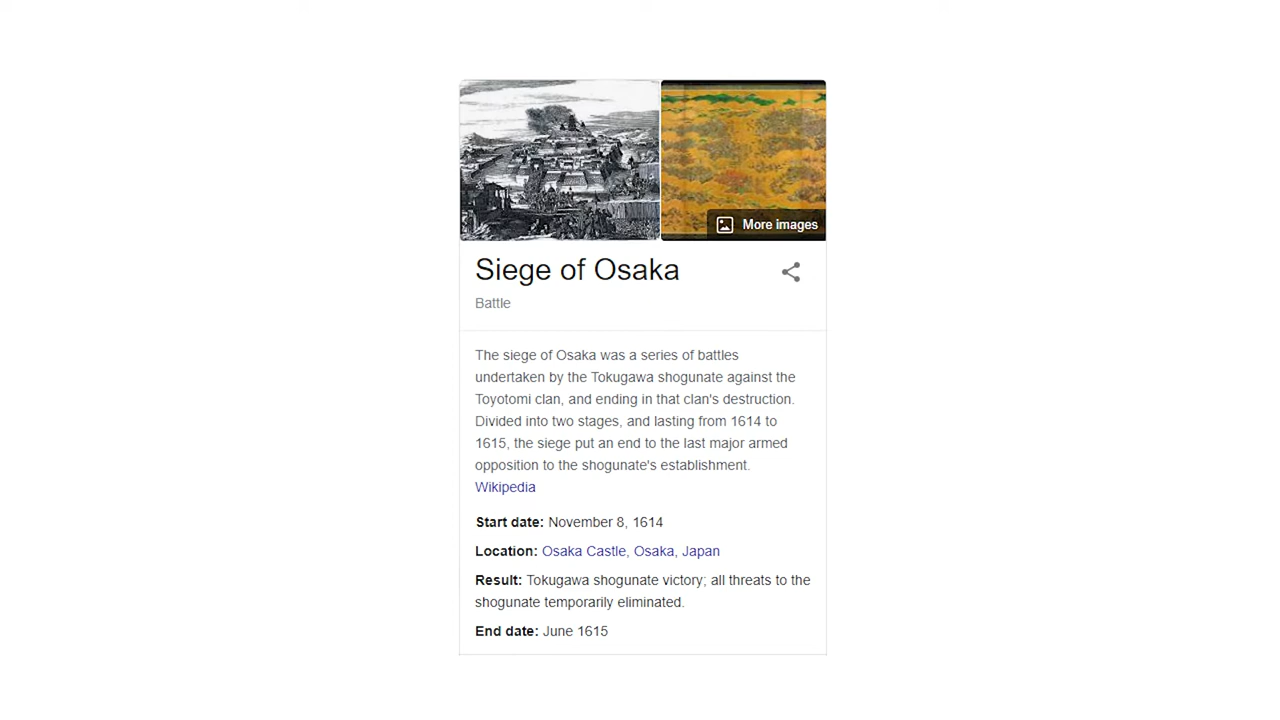 More images
Siege of Osaka
Battle
The siege of Osaka was a series of battles
undertaken by the Tokugawa shogunate against the
Toyotomi clan, and ending in that clan's destruction.
Divided into two stages, and lasting from 1614 to
1615, the siege put an end to the last major armed
opposition to the shogunate's establishment.
Wikipedia
Start date: November 8, 1614
Location: Osaka Castle, Osaka, Japan
Result: Tokugawa shogunate victory; all threats to the
shogunate temporarily eliminated.
End date: June 1615